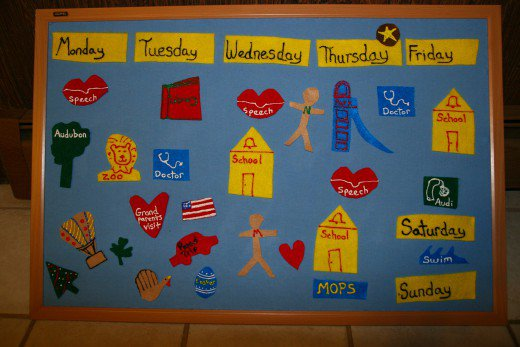 Monday Tuesday Wednesday Thursday Friday
Speech
Library
Speech
N
Doctor
School
Audubon
ZOO
Doctor
School
Speech
Audi
Grand
Parents
Visit
School
Saturday
M
Swim
Easter
MOPS
Sunday